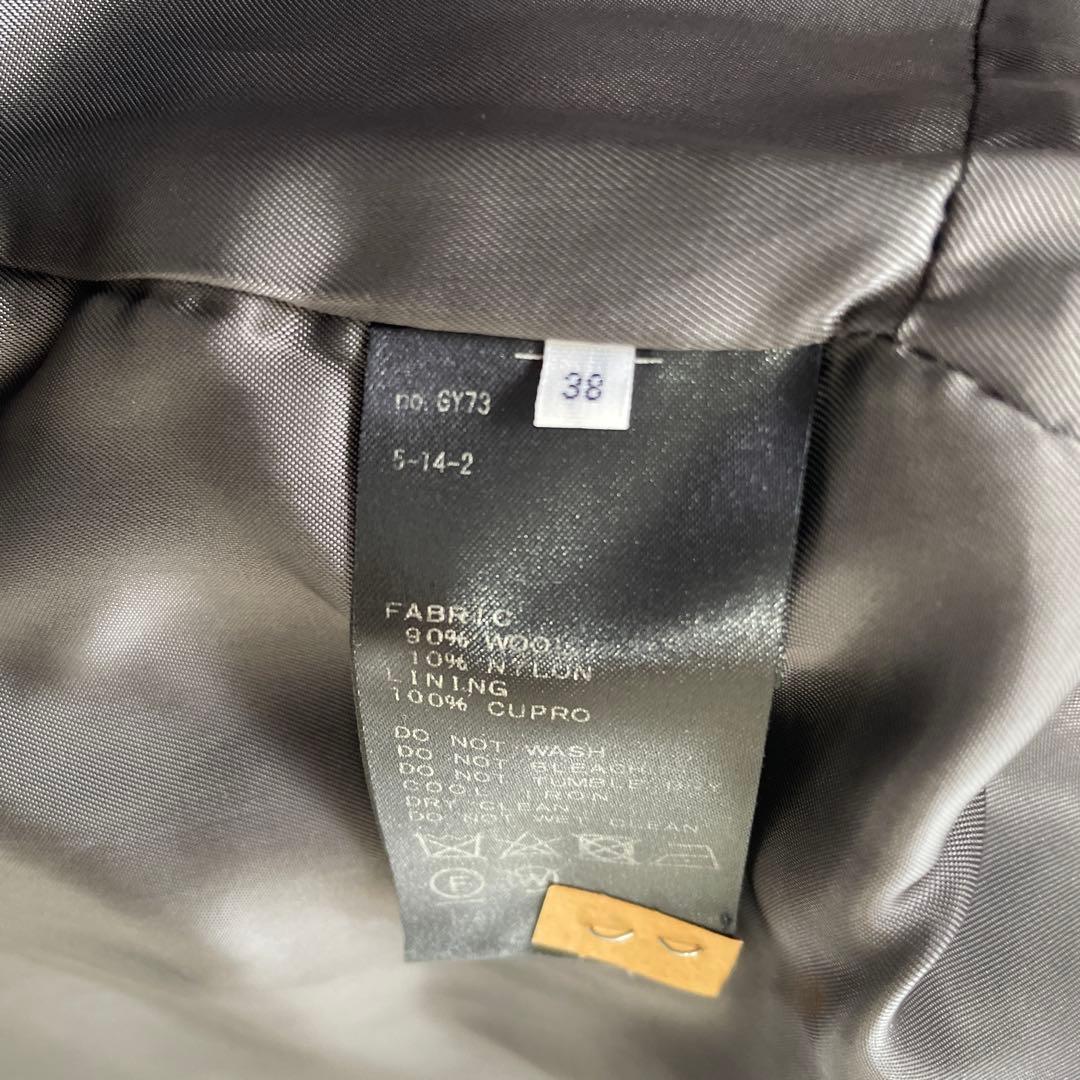 38
no. GY73
5-14-2
FABRIC
90% WOOL
10% NYLON
LINING
100% CUPRO
DO NOT WASH
DO NOT BLEACH
DO NOT TUMBLE DRY
COOL IRON
DRY CLEAN
DO NOT WET CLEAN
F W